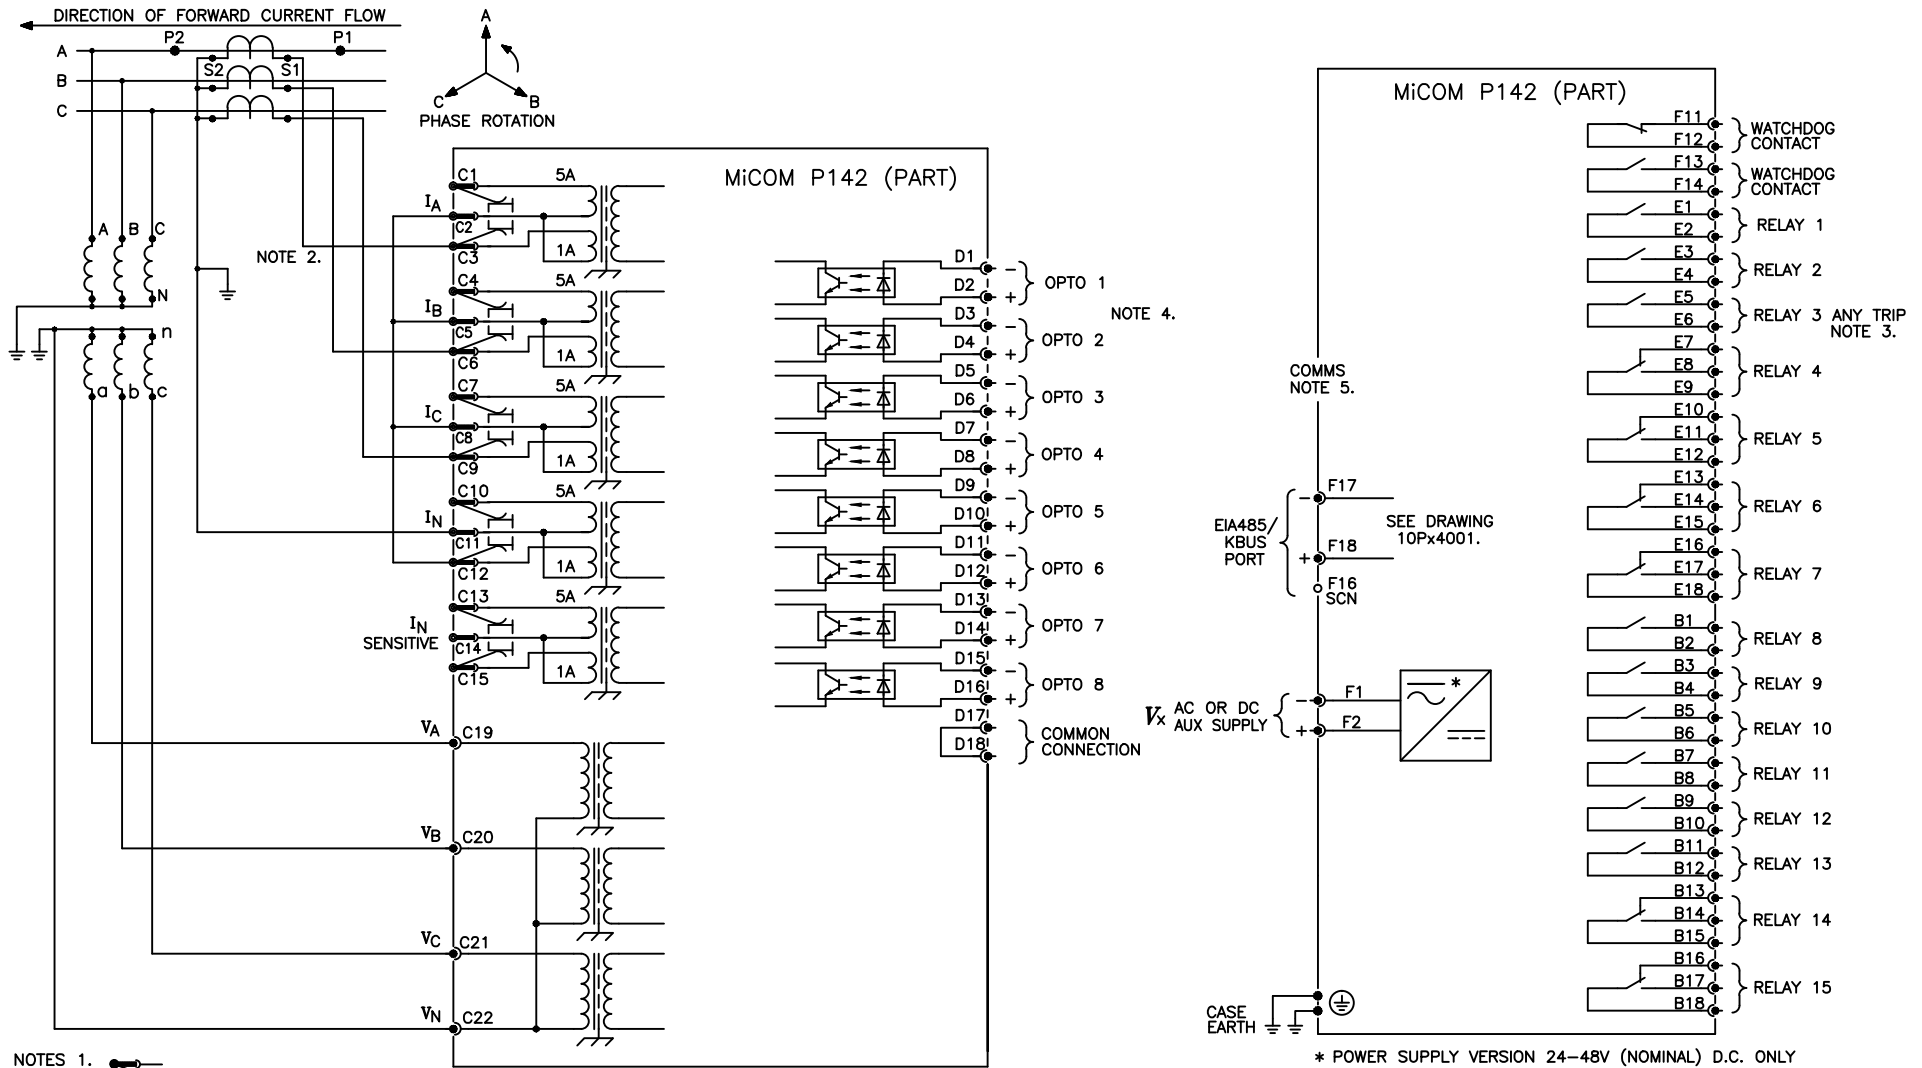 DIRECTION OF FORWARD CURRENT FLOW
P2
P1
A
S2
S1
B
C
A
C
B
PHASE ROTATION
A
B
C
N
NOTE 2.
n
a
b
c
MiCOM P142 (PART)
C1
5A
IA
C2
C3
1A
C4
5A
IB
C5
C6
1A
C7
5A
IC
C8
C9
1A
C10
5A
IN
C11
C12
1A
C13
5A
IN
SENSITIVE
C14
C15
1A
VA
C19
VB
C20
VC
C21
VN
C22
D1
−
D2
+
OPTO 1
NOTE 4.
D3
−
D4
+
OPTO 2
D5
−
D6
+
OPTO 3
D7
−
D8
+
OPTO 4
D9
−
D10
+
OPTO 5
D11
−
D12
+
OPTO 6
D13
−
D14
+
OPTO 7
D15
−
D16
+
OPTO 8
D17
D18
COMMON
CONNECTION
NOTES 1.
MiCOM P142 (PART)
COMMS
NOTE 5.
EIA485/
KBUS
PORT
−
F17
+
F18
F16
SCN
SEE DRAWING
10Px4001.
Vx
AC OR DC
AUX SUPPLY
−
F1
+
F2
*
CASE
EARTH
F11
F12
WATCHDOG
CONTACT
F13
F14
WATCHDOG
CONTACT
E1
E2
RELAY 1
E3
E4
RELAY 2
E5
E6
RELAY 3 ANY TRIP
NOTE 3.
E7
E8
E9
RELAY 4
E10
E11
E12
RELAY 5
E13
E14
E15
RELAY 6
E16
E17
E18
RELAY 7
B1
B2
RELAY 8
B3
B4
RELAY 9
B5
B6
RELAY 10
B7
B8
RELAY 11
B9
B10
RELAY 12
B11
B12
RELAY 13
B13
B14
B15
RELAY 14
B16
B17
B18
RELAY 15
* POWER SUPPLY VERSION 24–48V (NOMINAL) D.C. ONLY